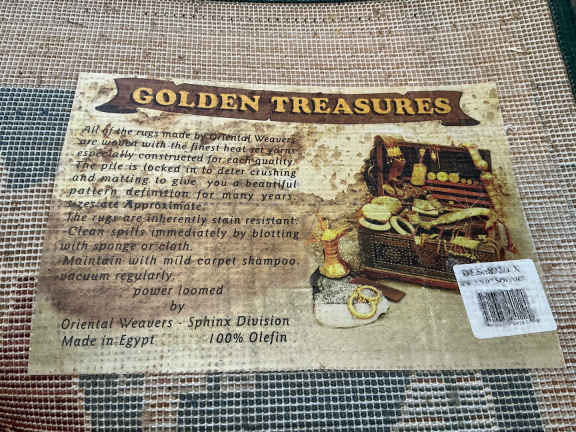 GOLDEN TREASURES
All of the rugs made by Oriental Weavers
are woven with the finest heat set yarns
especially constructed for each quality.
The pile is locked in to deter crushing
and matting to give you a beautiful
pattern definition for many years.
Sizes are Approximate.
The rugs are inherently stain resistant.
Clean spills immediately by blotting
with sponge or cloth.
Maintain with mild carpet shampoo,
vacuum regularly.
power loomed
by
Oriental Weavers - Sphinx Division
Made in Egypt 100% Olefin